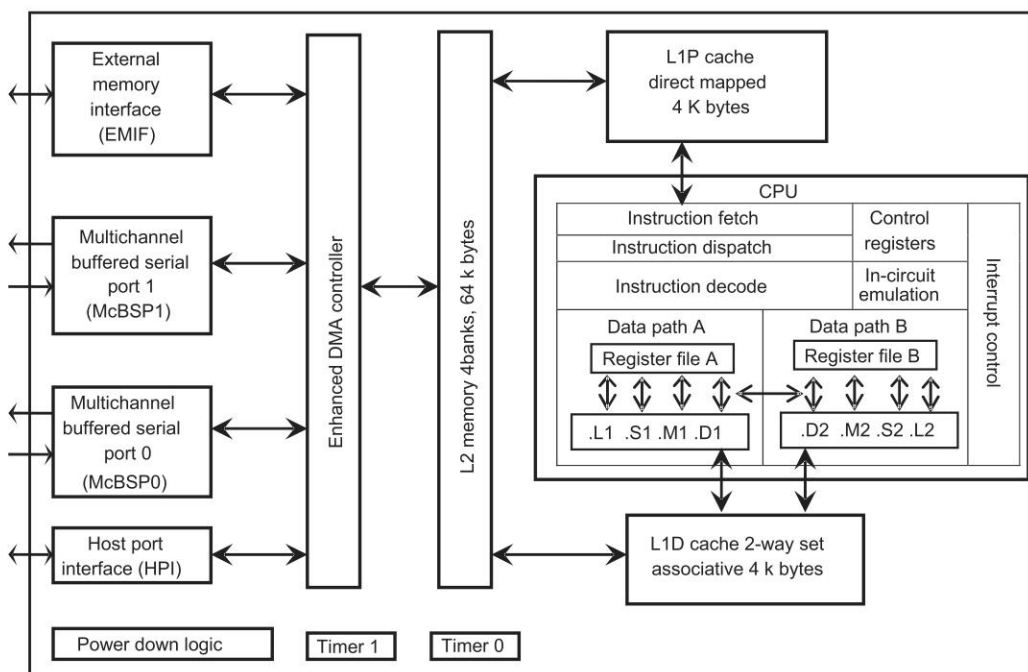 External
memory
interface
(EMIF)
Multichannel
buffered serial
port 1
(McBSP1)
Multichannel
buffered serial
port 0
(McBSP0)
Host port
interface (HPI)
Power down logic
Enhanced DMA controller
Timer 1
L2 memory 4banks, 64 k bytes
Timer 0
L1P cache
direct mapped
4 K bytes
CPU
Instruction fetch
Instruction dispatch
Instruction decode
Control
registers
In-circuit
emulation
Interrupt control
Data path A
Register file A
.L1 .S1 .M1 .D1
Data path B
Register file B
.D2 .M2 .S2 .L2
L1D cache 2-way set
associative 4 k bytes